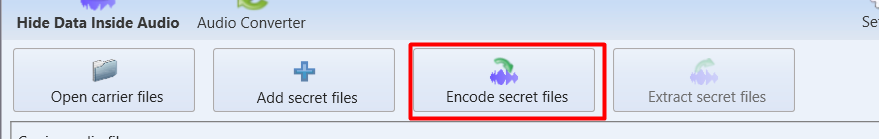 Hide Data Inside Audio Audio Converter
Open carrier files Add secret files Encode secret files Extract secret files